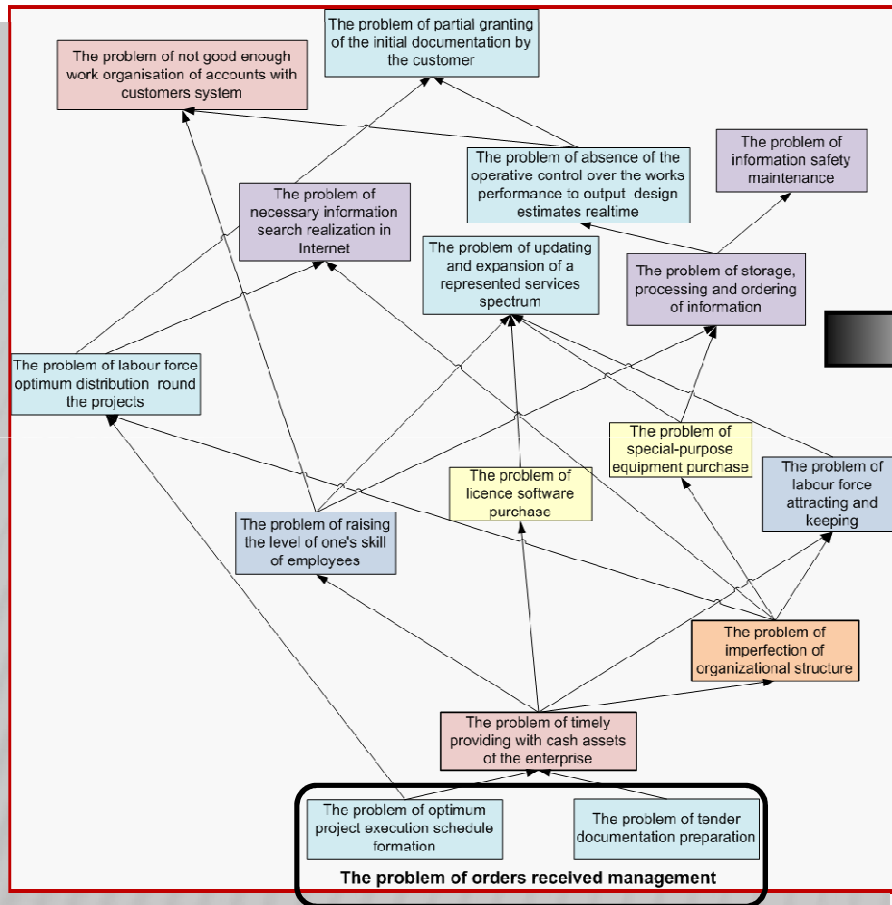 The problem of partial granting
of the initial documentation by
the customer
The problem of not good enough
work organisation of accounts with
customers system
The problem of
information safety
maintenance
The problem of absence of the
operative control over the works
performance to output  design
estimates realtime
The problem of
necessary information
search realization in
Internet
The problem of updating
and expansion of a
represented services
spectrum
The problem of storage,
processing and ordering
of information
The problem of labour force
optimum distribution  round
the projects
The problem of
special-purpose
equipment purchase
The problem of
licence software
purchase
The problem of
labour force
attracting and
keeping
The problem of raising
the level of one's skill
of employees
The problem of
imperfection of
organizational structure
The problem of timely
providing with cash assets
of the enterprise
The problem of optimum
project execution schedule
formation
The problem of tender
documentation preparation
The problem of orders received management